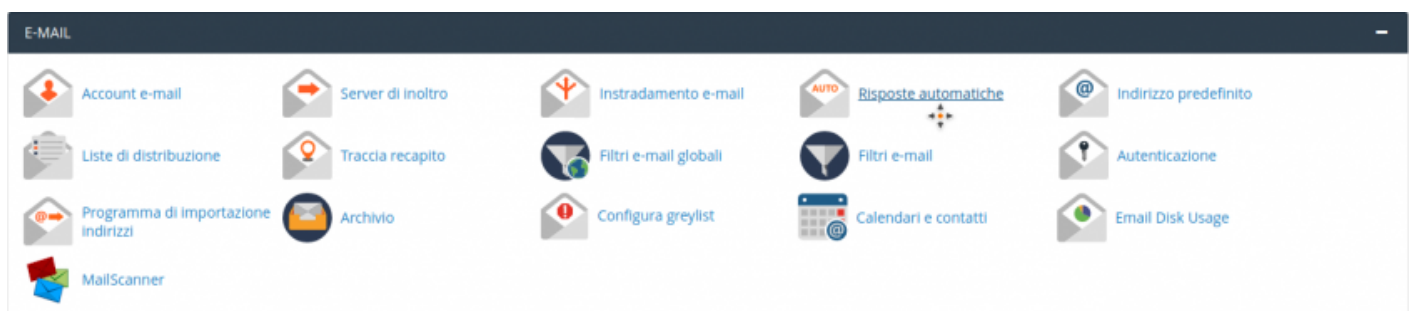 E-MAIL
Account e-mail
Server di inoltro
Instradamento e-mail
AUTO
Risposte automatiche
@
Indirizzo predefinito
Liste di distribuzione
Traccia recapito
Filtri e-mail globali
Filtri e-mail
Autenticazione
@
Programma di importazione
indirizzi
Archivio
Configura greylist
@
Calendari e contatti
Email Disk Usage
MailScanner